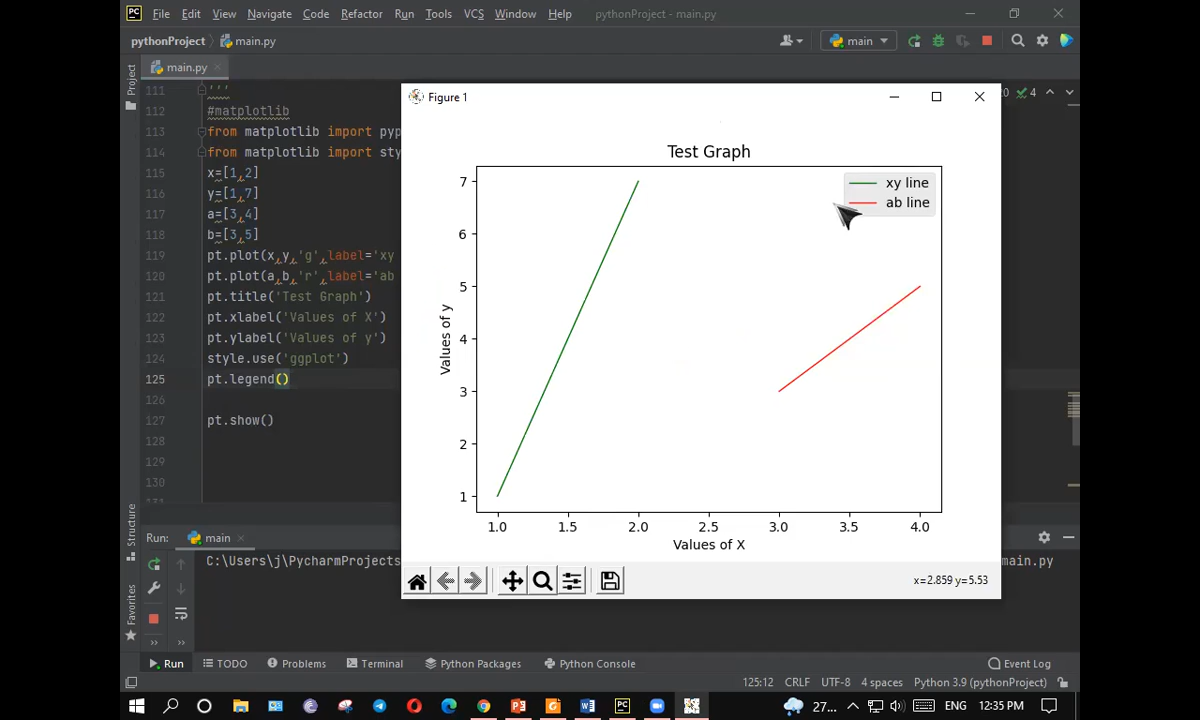 PC File Edit View Navigate Code Refactor Run Tools VCS Window Help pythonProject - main.py
pythonProject main.py main
Project main.py
111 '''
112 #matplotlib
113 from matplotlib import pyp
114 from matplotlib import sty
115 x=[1,2]
116 y=[1,7]
117 a=[3,4]
118 b=[3,5]
119 pt.plot(x,y,'g',label='xy
120 pt.plot(a,b,'r',label='ab
121 pt.title('Test Graph')
122 pt.xlabel('Values of X')
123 pt.ylabel('Values of y')
124 style.use('ggplot')
125 pt.legend()
126
127 pt.show()
128
129
130
4
Figure 1
Test Graph
xy line
ab line
7
6
5
4
3
2
1
Values of y
1.0 1.5 2.0 2.5 3.0 3.5 4.0
Values of X
x=2.859 y=5.53
Structure
Favorites
Run: main
C:\Users\j\PycharmProjects
main.py
Run TODO Problems Terminal Python Packages Python Console Event Log
125:12 CRLF UTF-8 4 spaces Python 3.9 (pythonProject)
27... ENG 12:35 PM